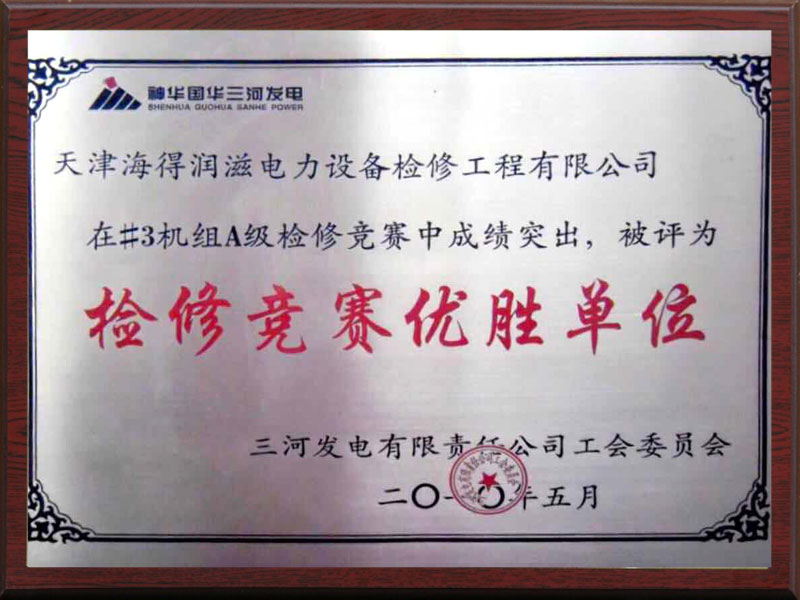 神华国华三河发电
SHENHUA GUOHUA SANHE POWER
天津海得润滋电力设备检修工程有限公司
在#3机组A级检修竞赛中成绩突出，被评为
检修竞赛优胜单位
三河发电有限责任公司工会委员会
二〇一〇年五月